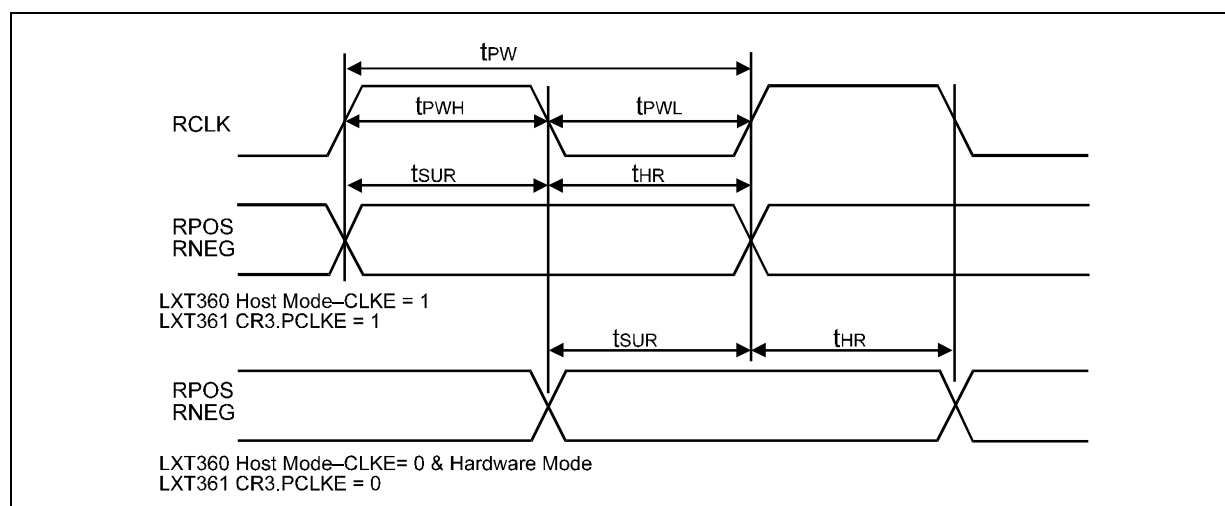 tPW
tPWH tPWL
RCLK
tSUR tHR
RPOS
RNEG
LXT360 Host Mode–CLKE = 1
LXT361 CR3.PCLKE = 1
tSUR tHR
RPOS
RNEG
LXT360 Host Mode–CLKE= 0 & Hardware Mode
LXT361 CR3.PCLKE = 0